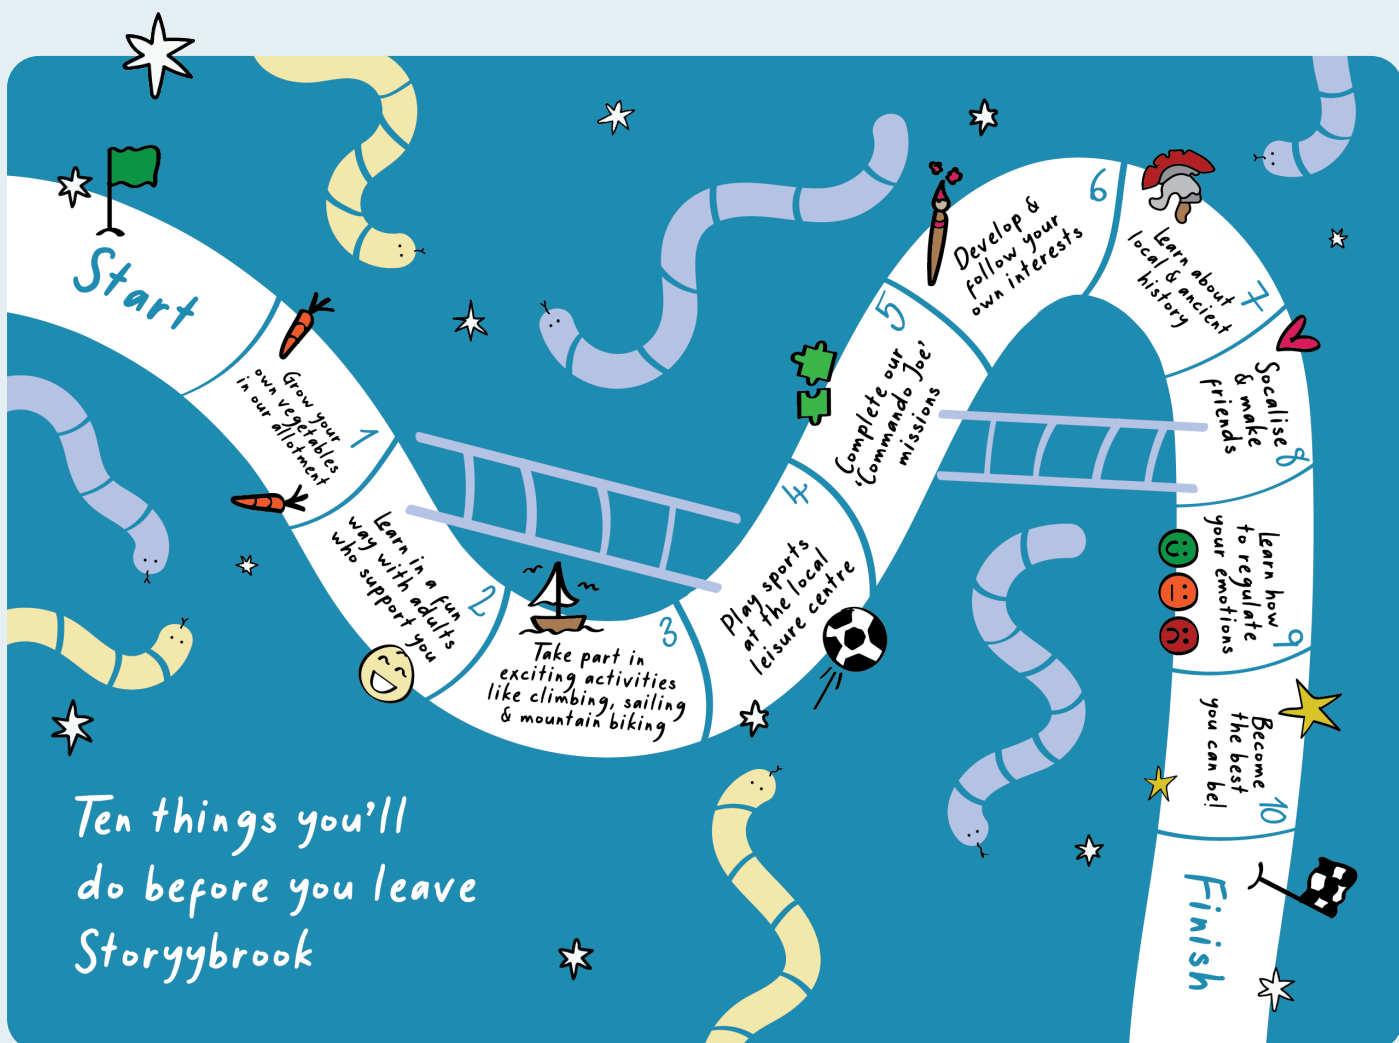 Start
Grow your
own vegetables
in our allotment
1
Learn in a fun
way with adults
who support you
2
Take part in
exciting activities
like climbing, sailing
& mountain biking
3
Play sports
at the local
leisure centre
4
Complete our
'Commando Joe'
missions
5
Develop &
follow your
own interests
6
Learn about
local & ancient
history
7
Socalise
& make
friends
8
Learn how
to regulate
your emotions
9
Become
the best
you can be!
10
Finish
Ten things you'll
do before you leave
Storyybrook